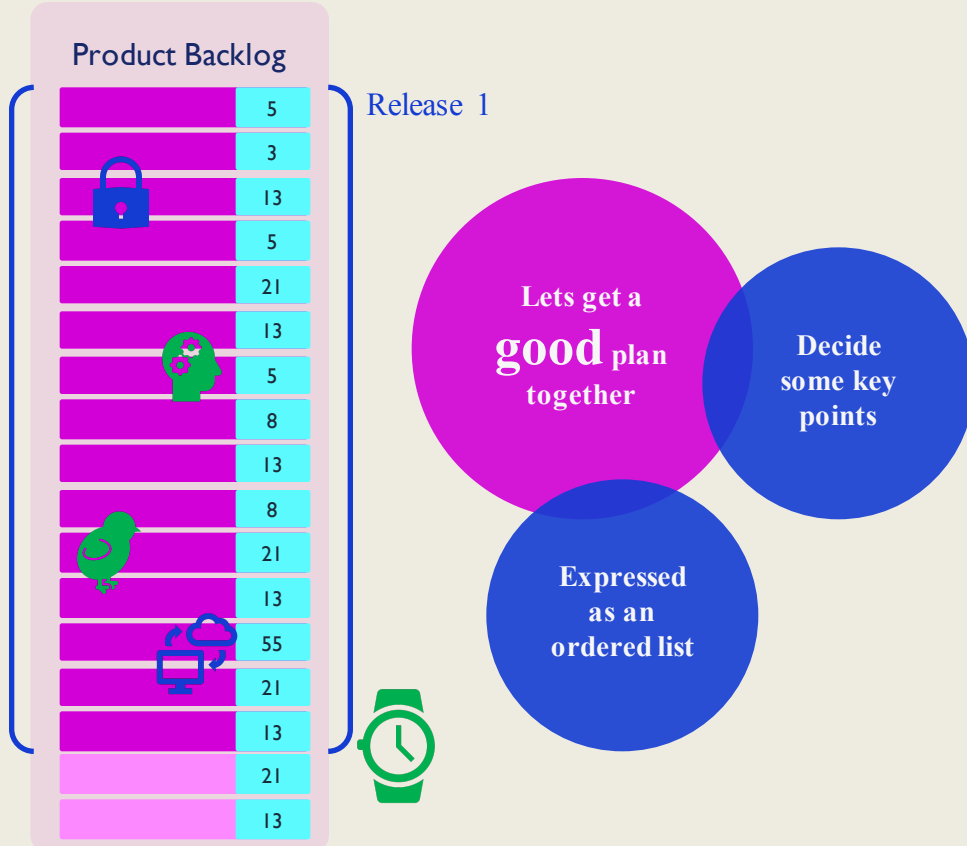 Product Backlog
Release 1
5
3
13
5
21
13
5
8
13
8
21
13
55
21
13
21
13
Lets get a
good plan
together
Decide
some key
points
Expressed
as an
ordered list